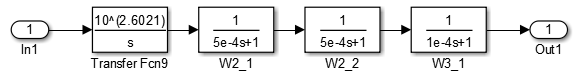 1
In1
10^(2.6021)
s
Transfer Fcn9
1
5e-4s+1
W2_1
1
5e-4s+1
W2_2
1
1e-4s+1
W3_1
1
Out1